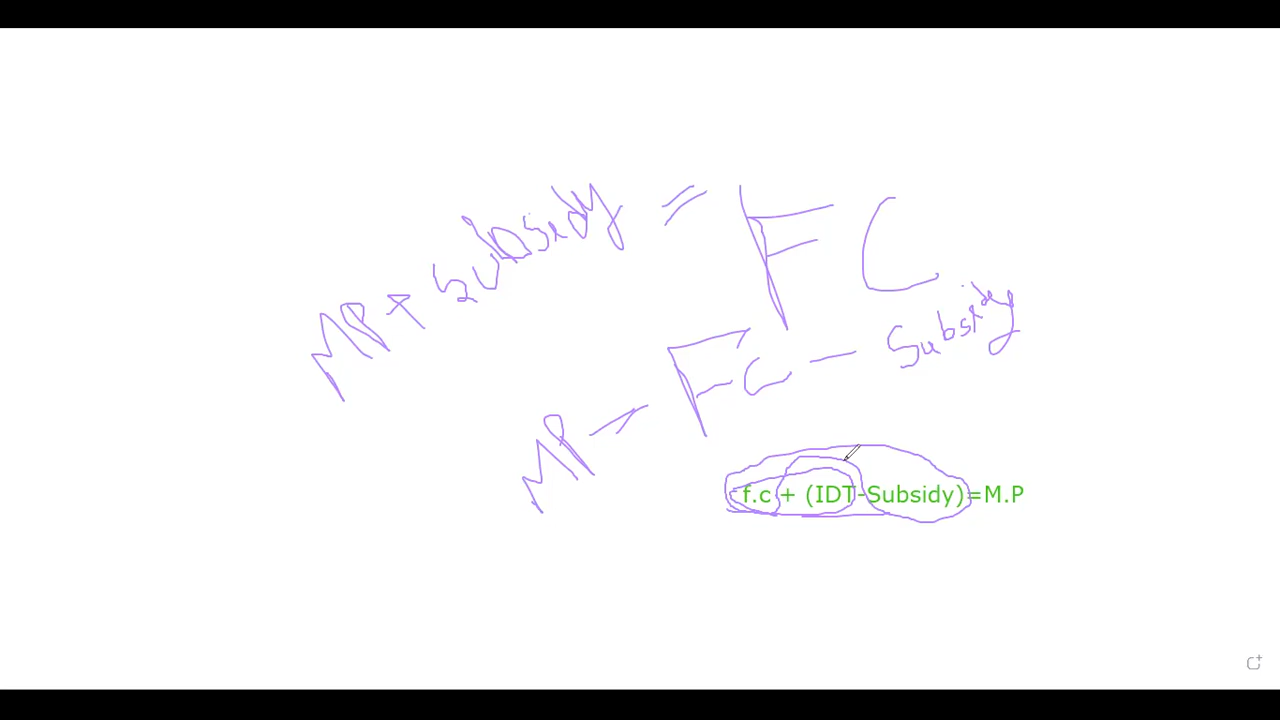 MP + Subsidy = FC
MP = Fc - Subsidy
f.c + (IDT-Subsidy)=M.P